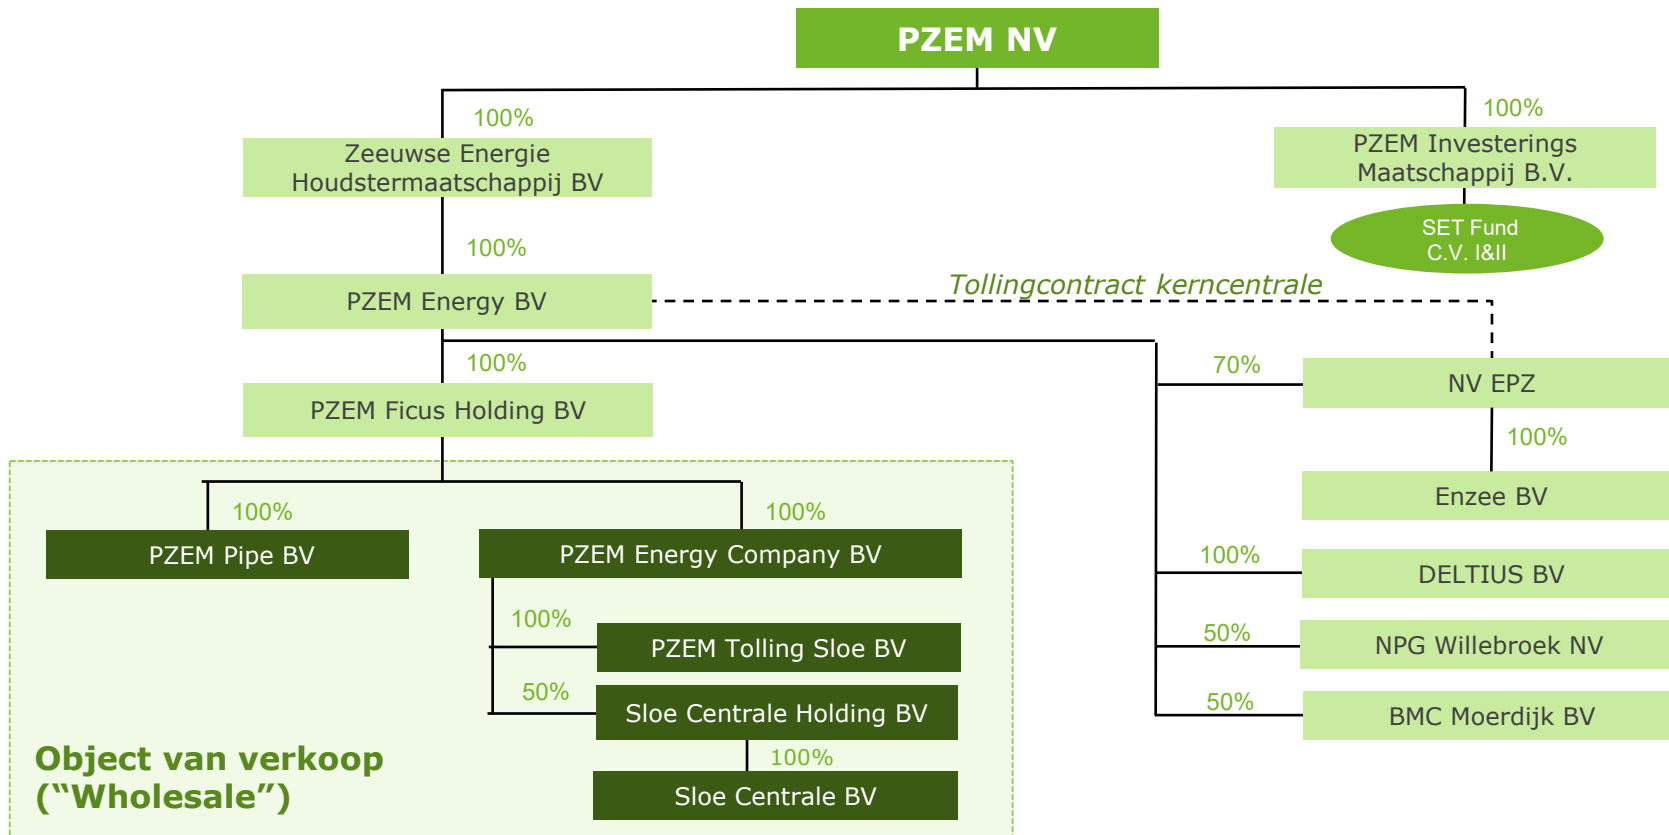 PZEM NV
100%
100%
Zeeuwse Energie
Houdstermaatschappij BV
PZEM Investerings
Maatschappij B.V.
SET Fund
C.V. I&II
100%
PZEM Energy BV
Tollingcontract kerncentrale
100%
70%
NV EPZ
PZEM Ficus Holding BV
100%
Enzee BV
100%
100%
PZEM Pipe BV
PZEM Energy Company BV
100%
DELTIUS BV
100%
PZEM Tolling Sloe BV
50%
NPG Willebroek NV
50%
Sloe Centrale Holding BV
50%
BMC Moerdijk BV
100%
Sloe Centrale BV
Object van verkoop
(“Wholesale”)